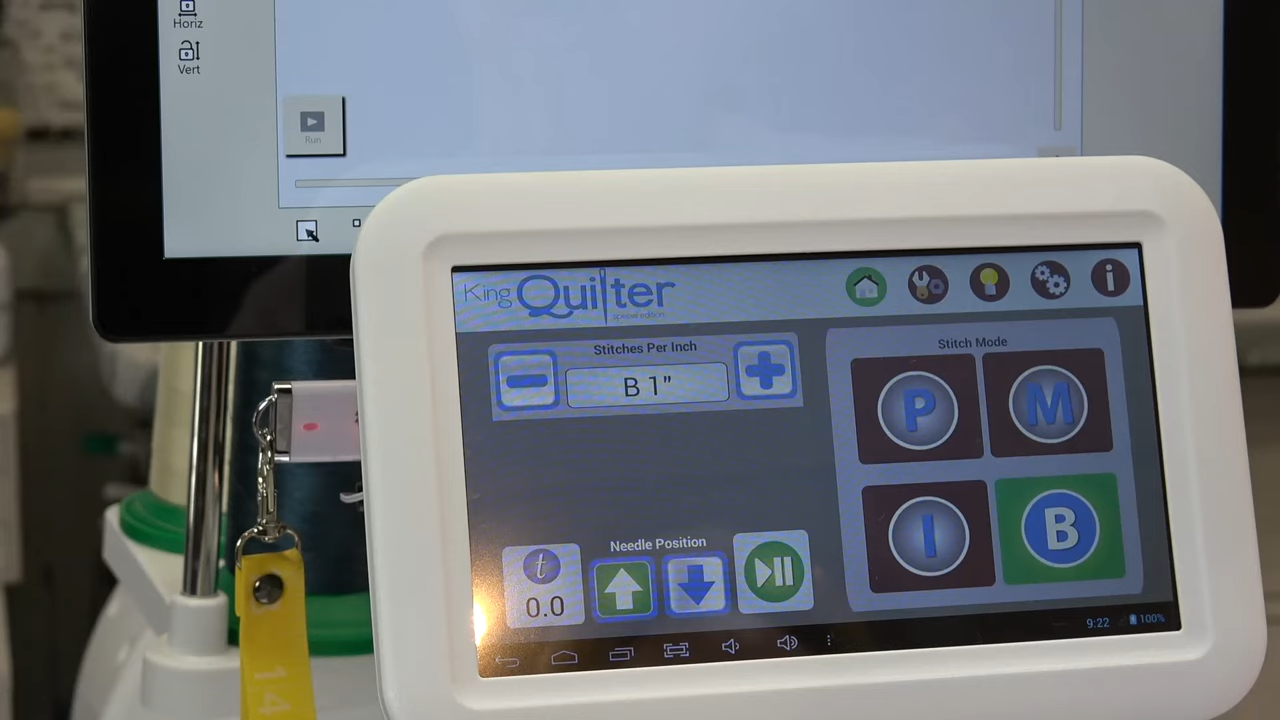 Horiz
Vert
Run
King Quilter
special edition
Stitches Per Inch
B 1"
Stitch Mode
P M
I B
Needle Position
t
0.0
9:22 100%
14